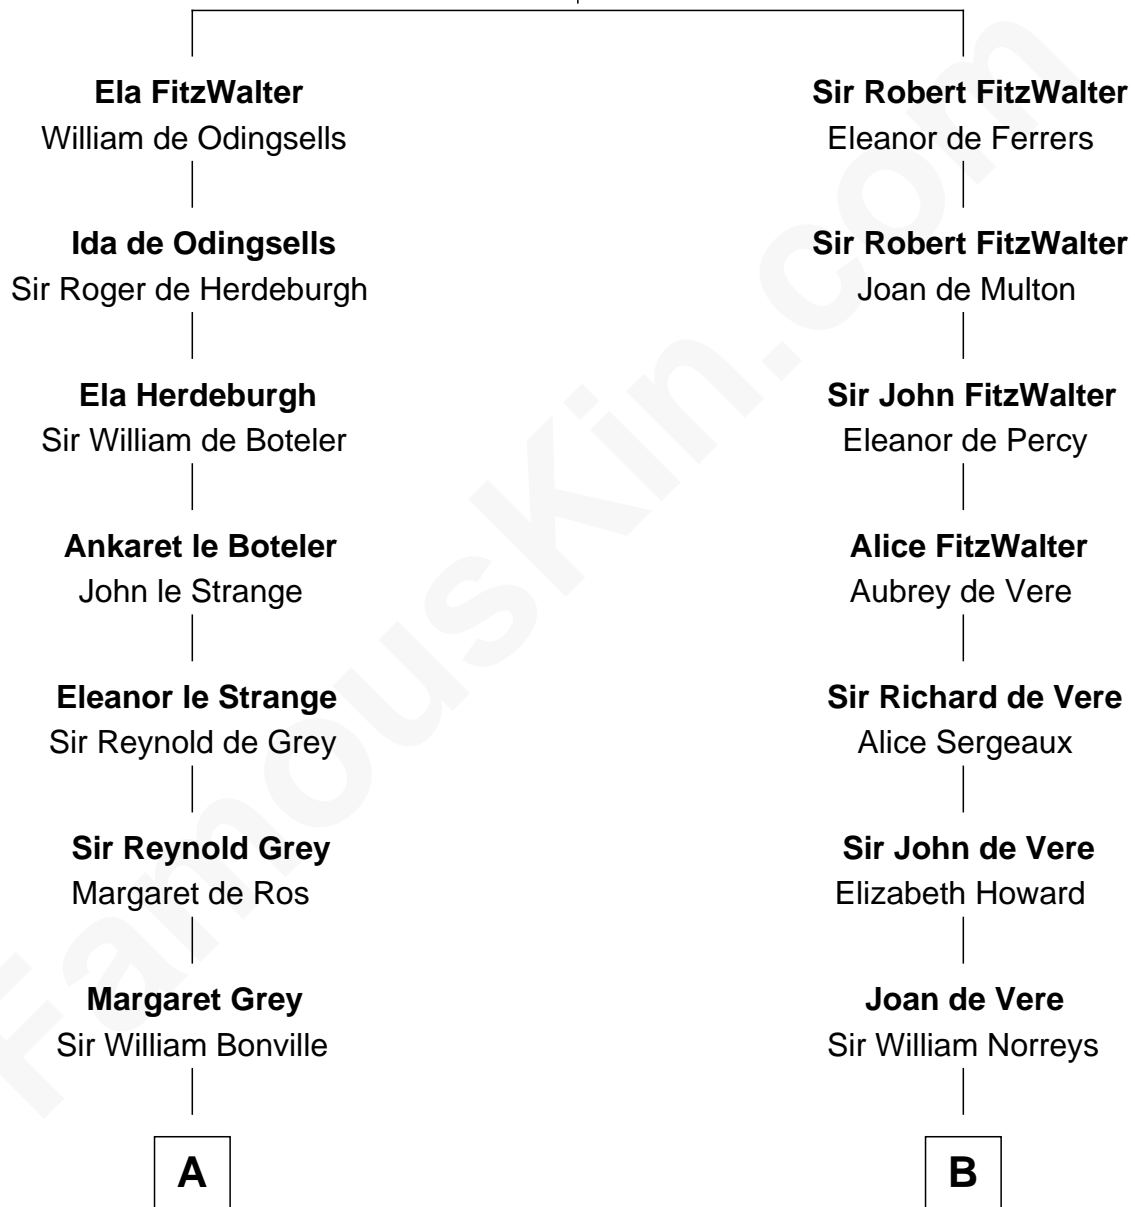 Ela FitzWalter
William de Odingsells
Ida de Odingsells
Sir Roger de Herdeburgh
Ela Herdeburgh
Sir William de Boteler
Ankaret le Boteler
John le Strange
Eleanor le Strange
Sir Reynold de Grey
Sir Reynold Grey
Margaret de Ros
Margaret Grey
Sir William Bonville
A
Sir Robert FitzWalter
Eleanor de Ferrers
Sir Robert FitzWalter
Joan de Multon
Sir John FitzWalter
Eleanor de Percy
Alice FitzWalter
Aubrey de Vere
Sir Richard de Vere
Alice Sergeaux
Sir John de Vere
Elizabeth Howard
Joan de Vere
Sir William Norreys
B
FamousKin.com